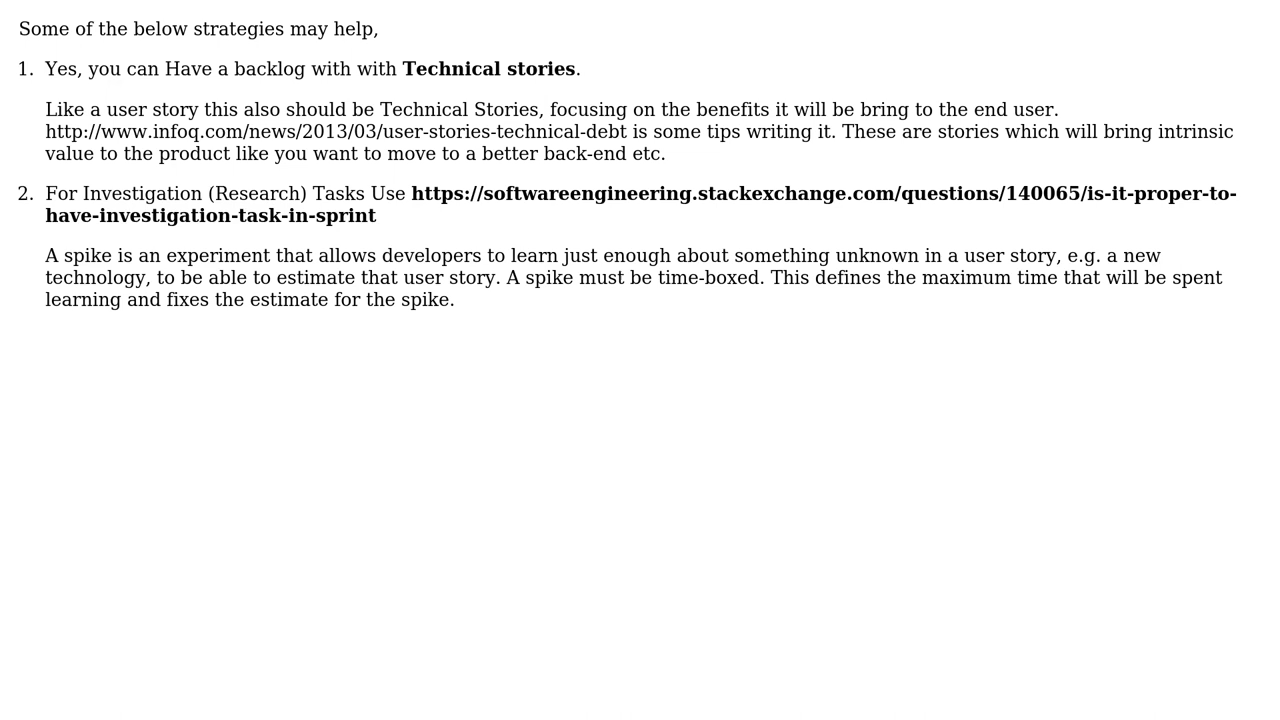 Some of the below strategies may help,
1. Yes, you can Have a backlog with with Technical stories.
Like a user story this also should be Technical Stories, focusing on the benefits it will be bring to the end user.
http://www.infoq.com/news/2013/03/user-stories-technical-debt is some tips writing it. These are stories which will bring intrinsic
value to the product like you want to move to a better back-end etc.
2. For Investigation (Research) Tasks Use https://softwareengineering.stackexchange.com/questions/140065/is-it-proper-to-
have-investigation-task-in-sprint
A spike is an experiment that allows developers to learn just enough about something unknown in a user story, e.g. a new
technology, to be able to estimate that user story. A spike must be time-boxed. This defines the maximum time that will be spent
learning and fixes the estimate for the spike.